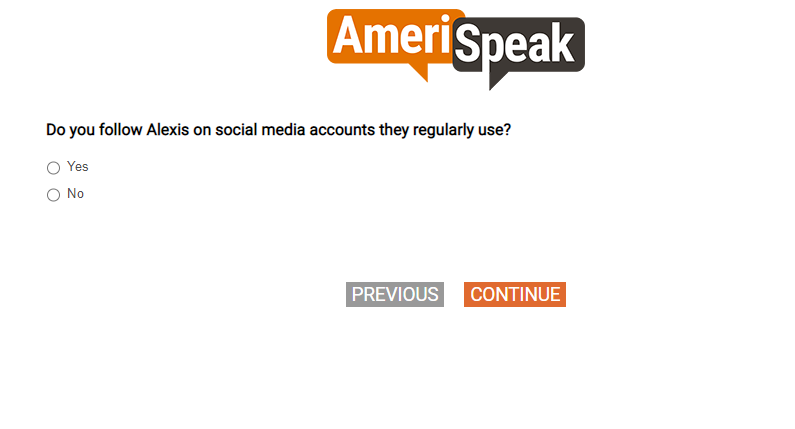 AmeriSpeak
Do you follow Alexis on social media accounts they regularly use?
Yes
No
PREVIOUS CONTINUE